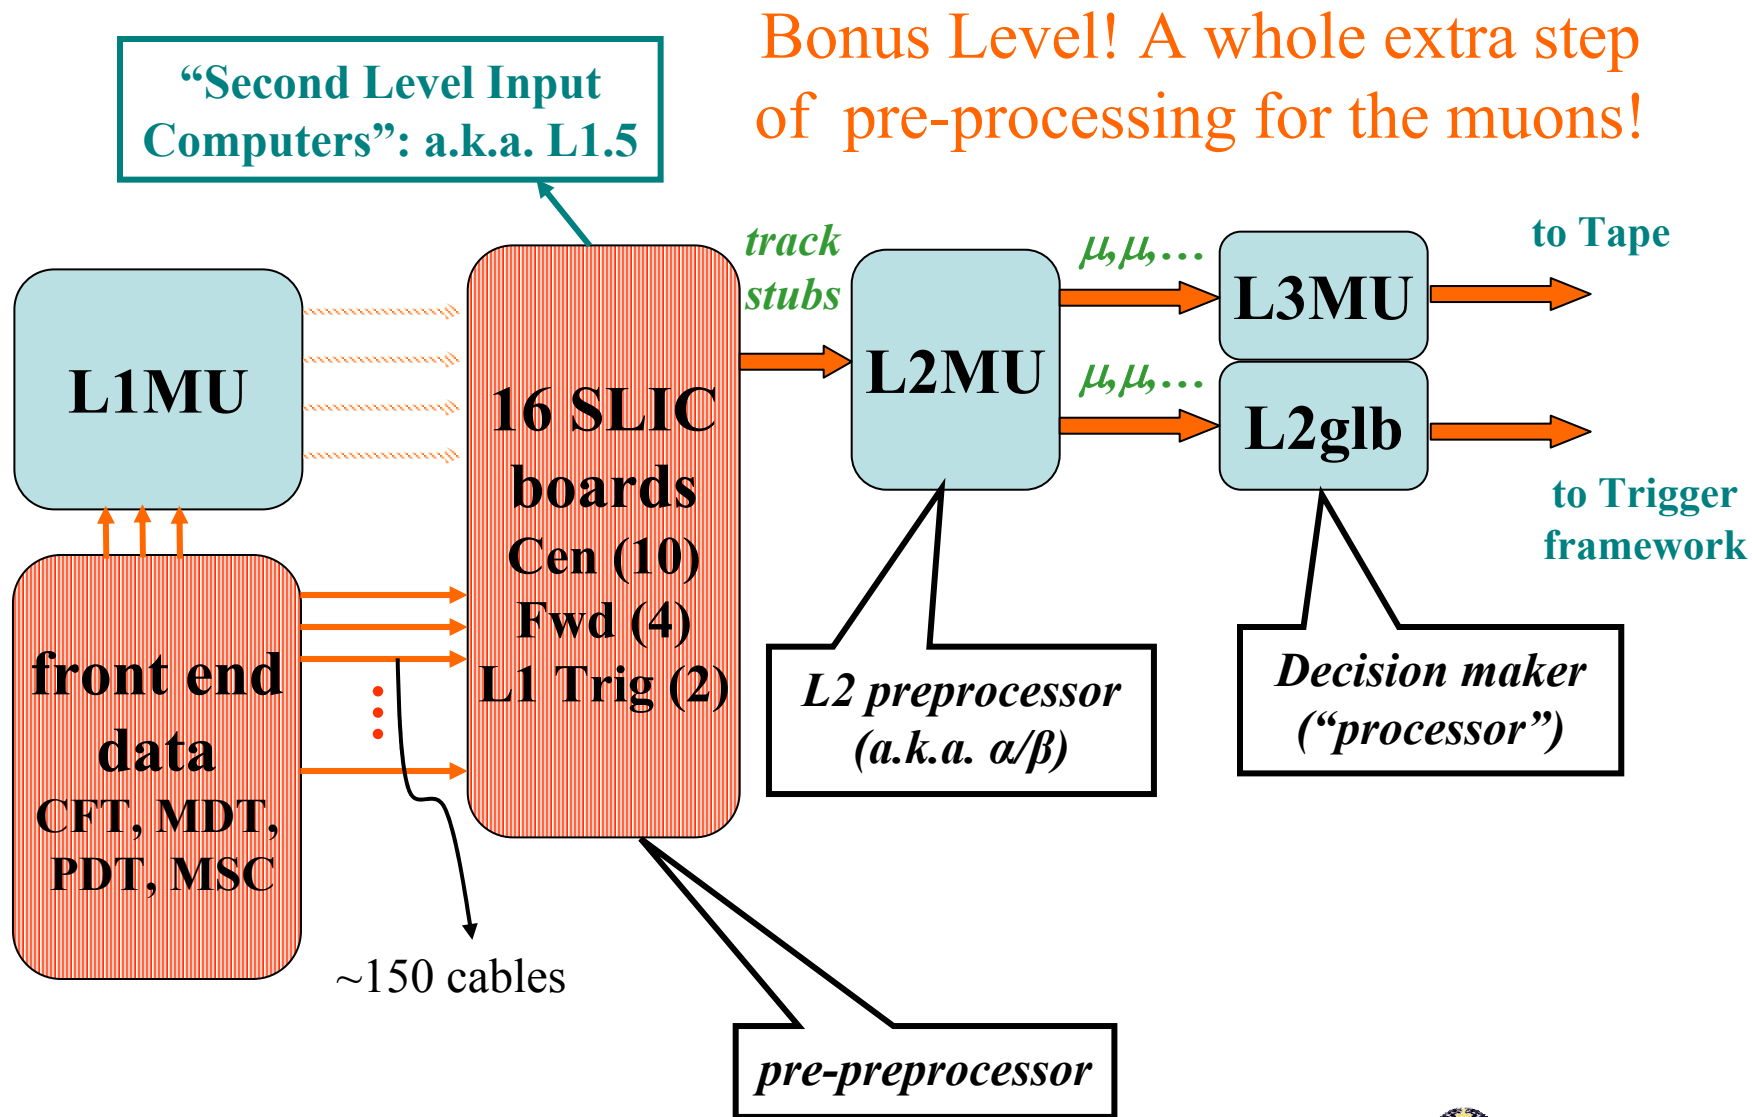 Bonus Level! A whole extra step
of pre-processing for the muons!
“Second Level Input
Computers”: a.k.a. L1.5
L1MU
front end
data
CFT, MDT,
PDT, MSC
~150 cables
16 SLIC
boards
Cen (10)
Fwd (4)
L1 Trig (2)
pre-preprocessor
track
stubs
L2MU
L2 preprocessor
(a.k.a. α/β)
μ,μ,…
μ,μ,…
L3MU
L2glb
Decision maker
(“processor”)
to Tape
to Trigger
framework